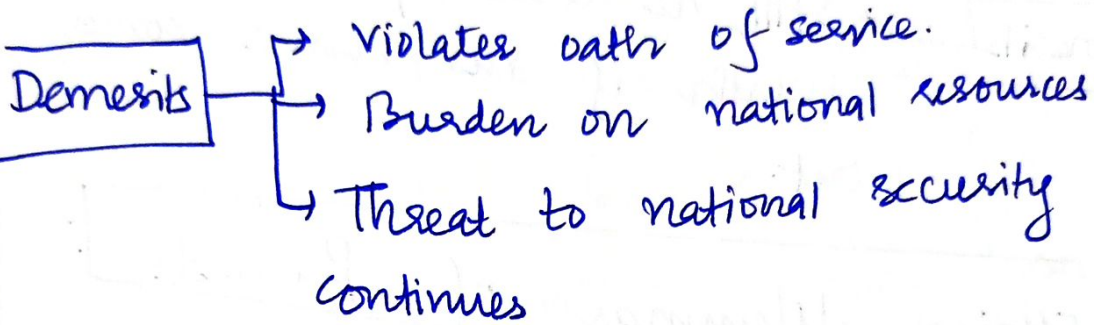 Violates oath of service.
Demerits
Burden on national resources
Threat to national security
continues